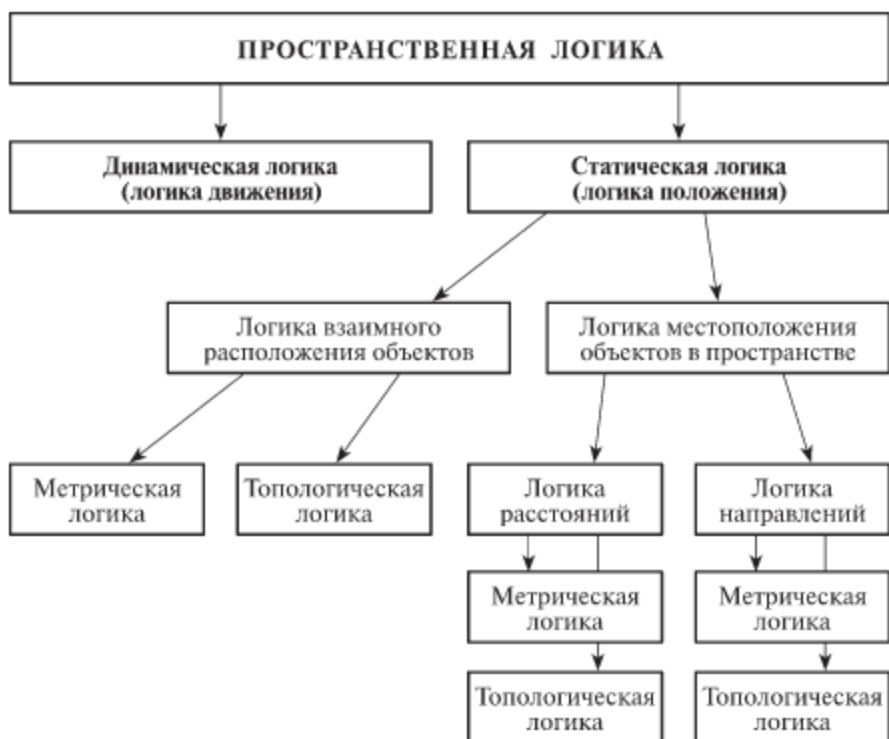 ПРОСТРАНСТВЕННАЯ ЛОГИКА
Динамическая логика
(логика движения)
Статическая логика
(логика положения)
Логика взаимного
расположения объектов
Логика местоположения
объектов в пространстве
Метрическая
логика
Топологическая
логика
Логика
расстояний
Логика
направлений
Метрическая
логика
Метрическая
логика
Топологическая
логика
Топологическая
логика